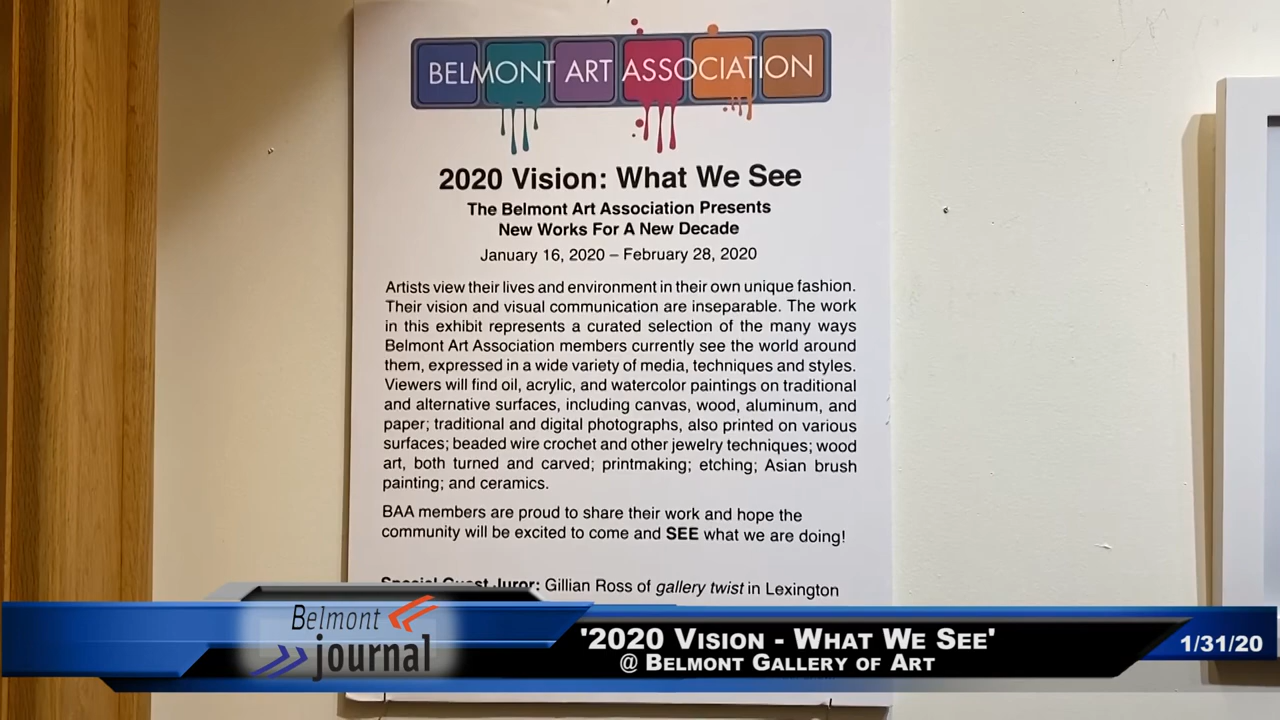 BELMONT ART ASSOCIATION
2020 Vision: What We See
The Belmont Art Association Presents
New Works For A New Decade
January 16, 2020 – February 28, 2020
Artists view their lives and environment in their own unique fashion.
Their vision and visual communication are inseparable. The work
in this exhibit represents a curated selection of the many ways
Belmont Art Association members currently see the world around
them, expressed in a wide variety of media, techniques and styles.
Viewers will find oil, acrylic, and watercolor paintings on traditional
and alternative surfaces, including canvas, wood, aluminum, and
paper; traditional and digital photographs, also printed on various
surfaces; beaded wire crochet and other jewelry techniques; wood
art, both turned and carved; printmaking; etching; Asian brush
painting; and ceramics.
BAA members are proud to share their work and hope the
community will be excited to come and SEE what we are doing!
Special Guest Juror: Gillian Ross of gallery twist in Lexington
Belmont
journal
'2020 Vision - What We See'
@ Belmont Gallery of Art
1/31/20